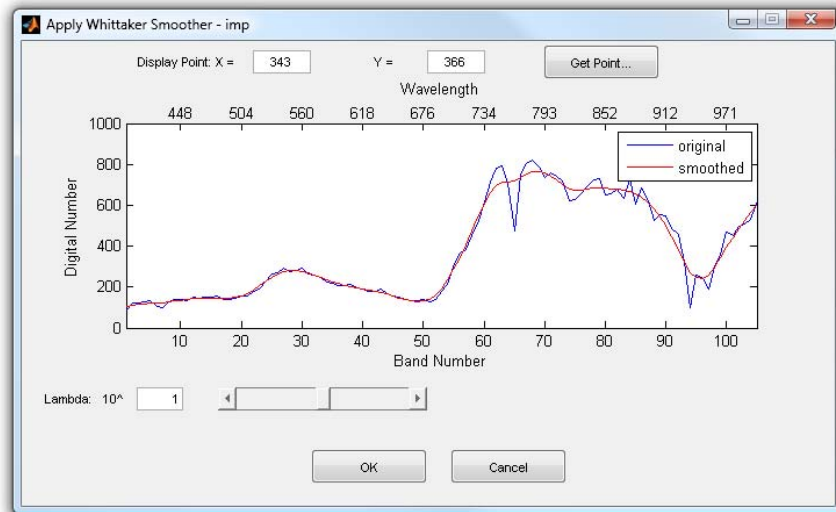 Apply Whittaker Smoother - imp
Display Point: X = 343 Y = 366 Get Point...
Wavelength
448 504 560 618 676 734 793 852 912 971
1000
800
600
400
200
0
Digital Number
original
smoothed
10 20 30 40 50 60 70 80 90 100
Band Number
Lambda: 10^ 1
OK Cancel